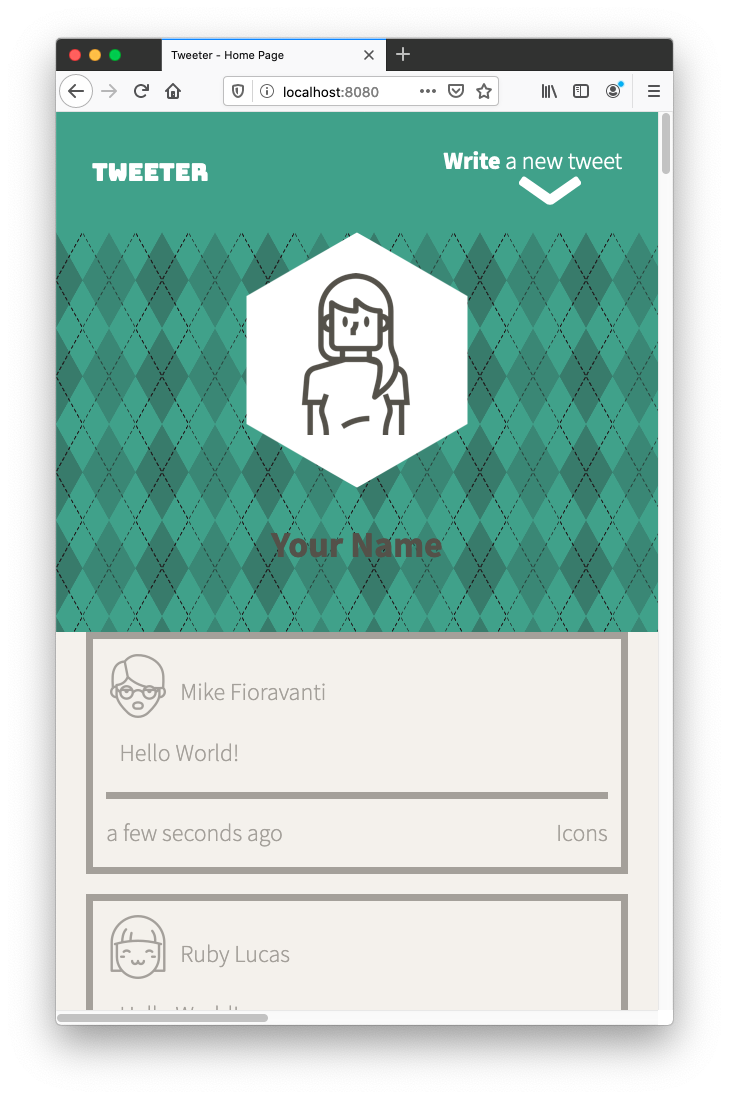 Tweeter - Home Page
localhost:8080
TWEETER
Write a new tweet
Your Name
Mike Fioravanti
Hello World!
a few seconds ago
Icons
Ruby Lucas